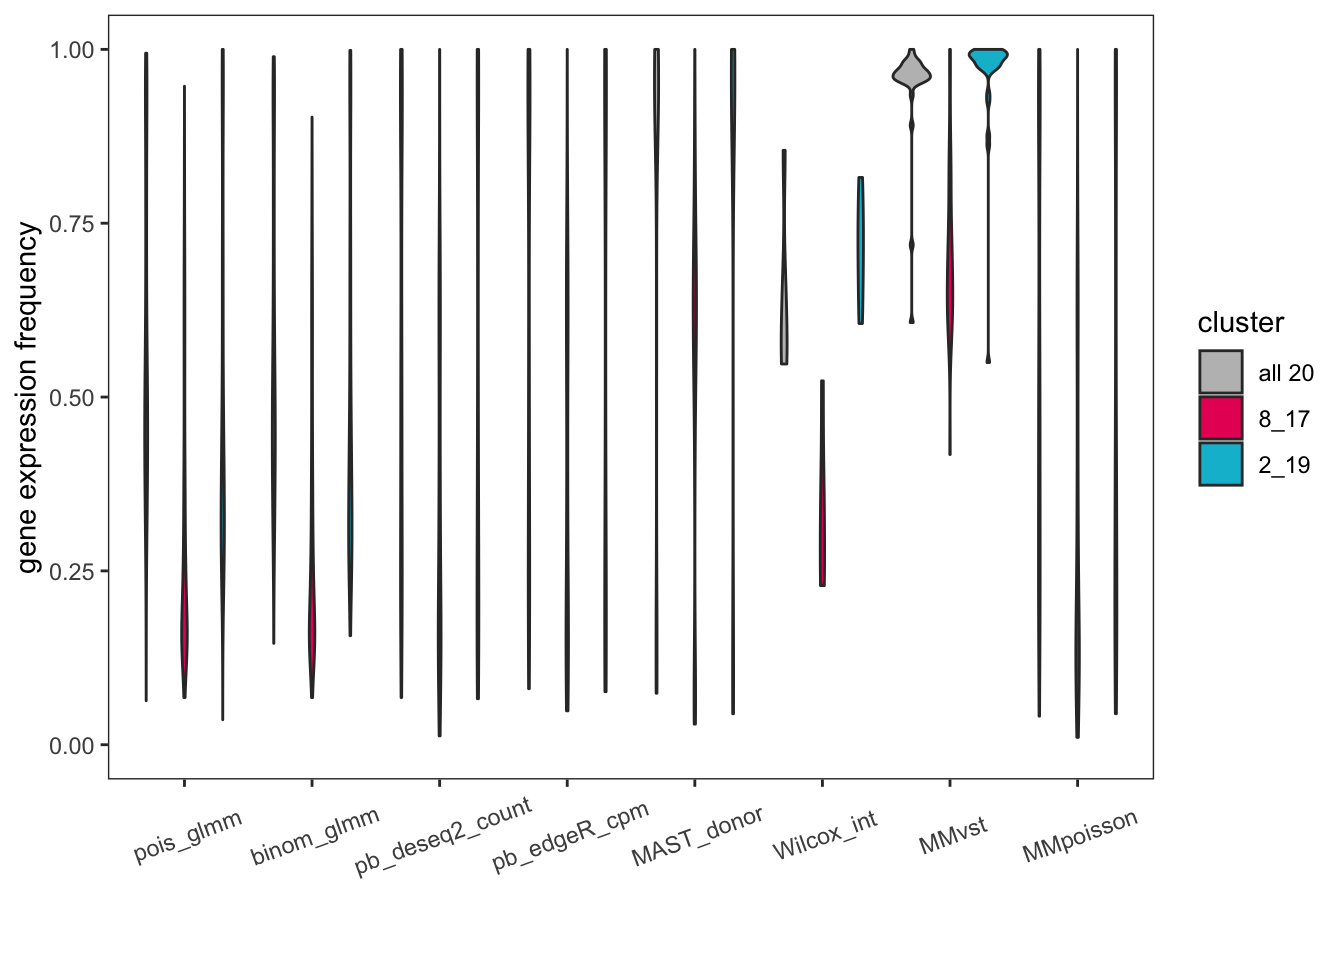 1.00
0.75
0.50
0.25
0.00
gene expression frequency
pois_glmm
binom_glmm
pb_deseq2_count
pb_edgeR_cpm
MAST_donor
Wilcox_int
MMvst
MMpoisson
cluster
all 20
8_17
2_19